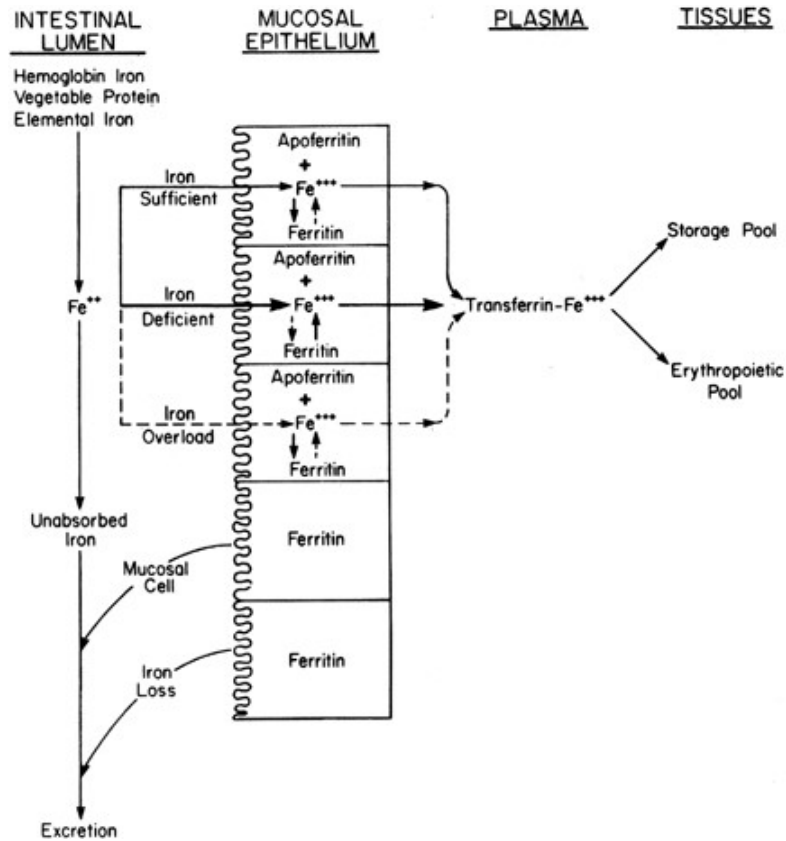 INTESTINAL
LUMEN
MUCOSAL
EPITHELIUM
PLASMA
TISSUES
Hemoglobin Iron
Vegetable Protein
Elemental Iron
Apoferritin
+
Iron
Sufficient
Fe+++
Ferritin
Storage Pool
Apoferritin
+
Fe++
Iron
Deficient
Fe+++
Transferrin-Fe+++
Ferritin
Erythropoietic
Pool
Apoferritin
+
Iron
Overload
Fe+++
Ferritin
Unabsorbed
Iron
Ferritin
Mucosal
Cell
Ferritin
Iron
Loss
Excretion